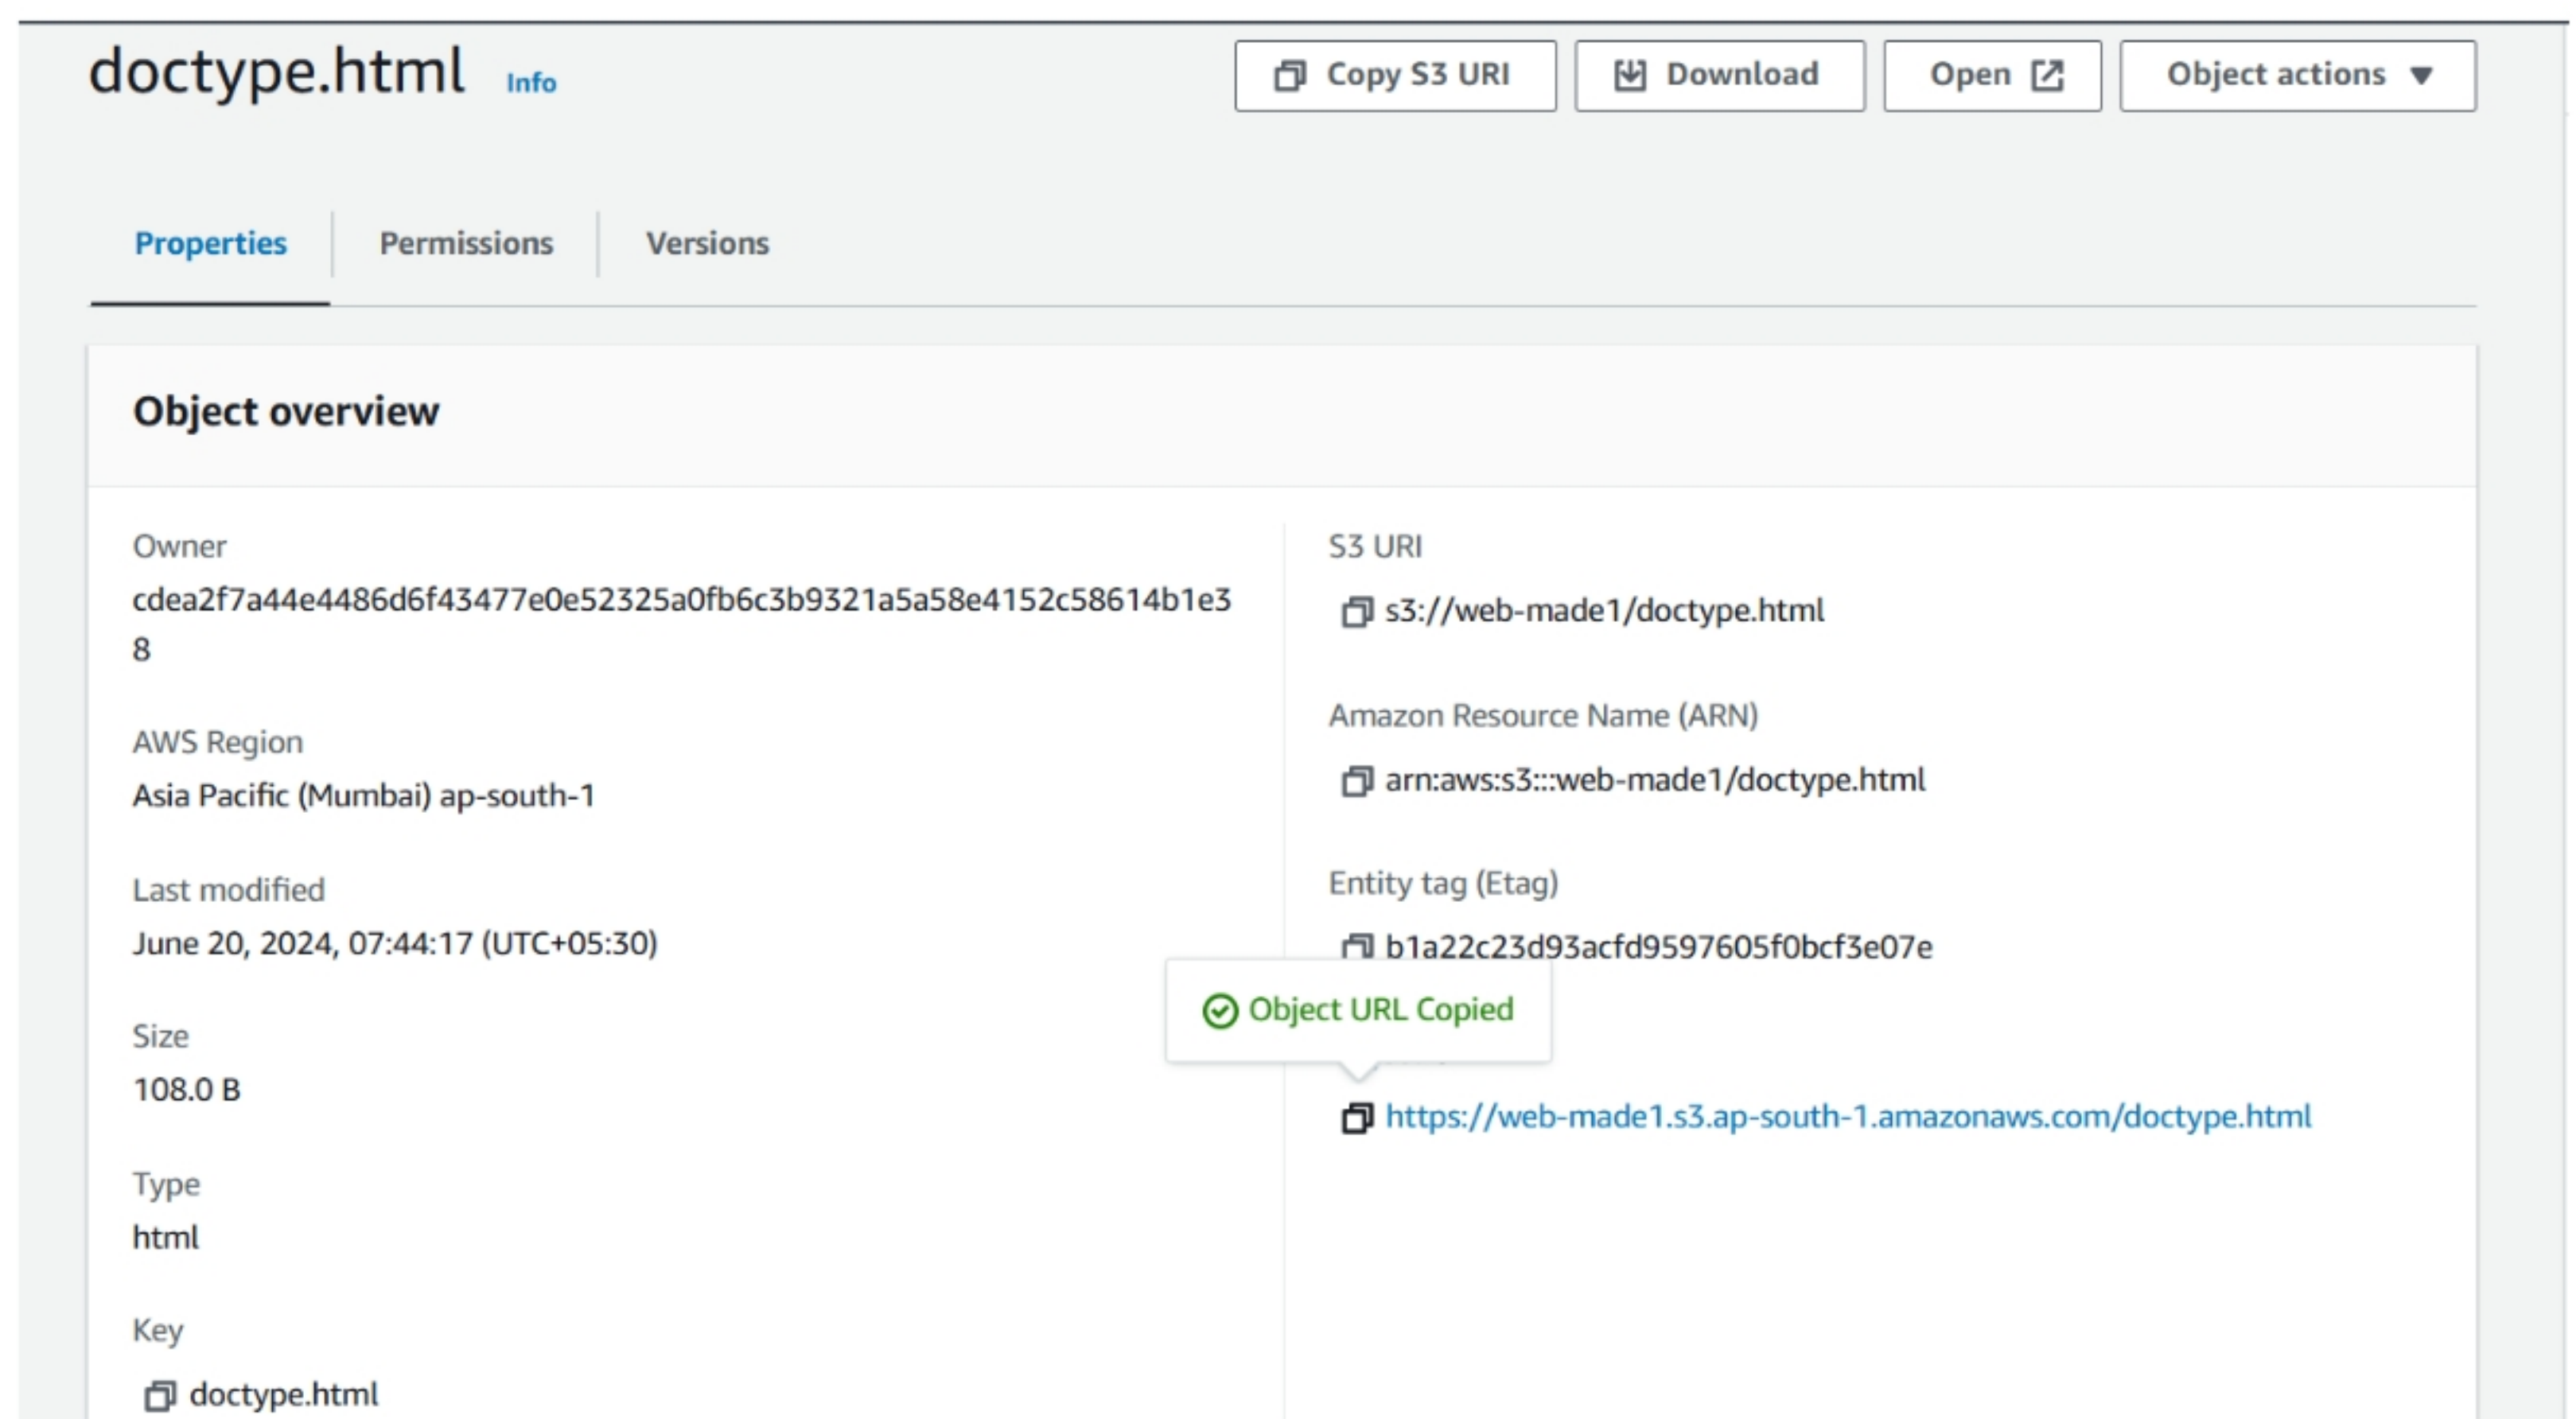 doctype.html Info
Copy S3 URI Download Open Object actions
Properties Permissions Versions
Object overview
Owner
cdea2f7a44e4486d6f43477e0e52325a0fb6c3b9321a5a58e4152c58614b1e3
8
AWS Region
Asia Pacific (Mumbai) ap-south-1
Last modified
June 20, 2024, 07:44:17 (UTC+05:30)
Size
108.0 B
Type
html
Key
doctype.html
S3 URI
s3://web-made1/doctype.html
Amazon Resource Name (ARN)
arn:aws:s3:::web-made1/doctype.html
Entity tag (Etag)
b1a22c23d93acfd9597605f0bcf3e07e
Object URL Copied
https://web-made1.s3.ap-south-1.amazonaws.com/doctype.html